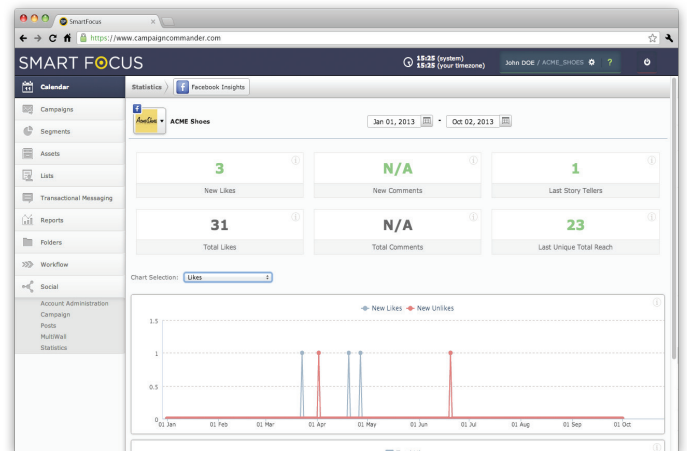 SmartFocus
https://www.campaigncommander.com
SMART FOCUS
15:25 (system)
15:25 (your timezone)
John DOE / ACME_SHOES
?
Calendar
Campaigns
Segments
Assets
Lists
Transactional Messaging
Reports
Folders
Workflow
Social
Account Administration
Campaign
Posts
MultiWall
Statistics
Statistics
Facebook Insights
ACME Shoes
Jan 01, 2013 - Oct 02, 2013
3
New Likes
N/A
New Comments
1
Last Story Tellers
31
Total Likes
N/A
Total Comments
23
Last Unique Total Reach
Chart Selection: Likes
New Likes New Unlikes
1.5
1
0.5
0
01 Jan 01 Feb 01 Mar 01 Apr 01 May 01 Jun 01 Jul 01 Aug 01 Sep 01 Oct